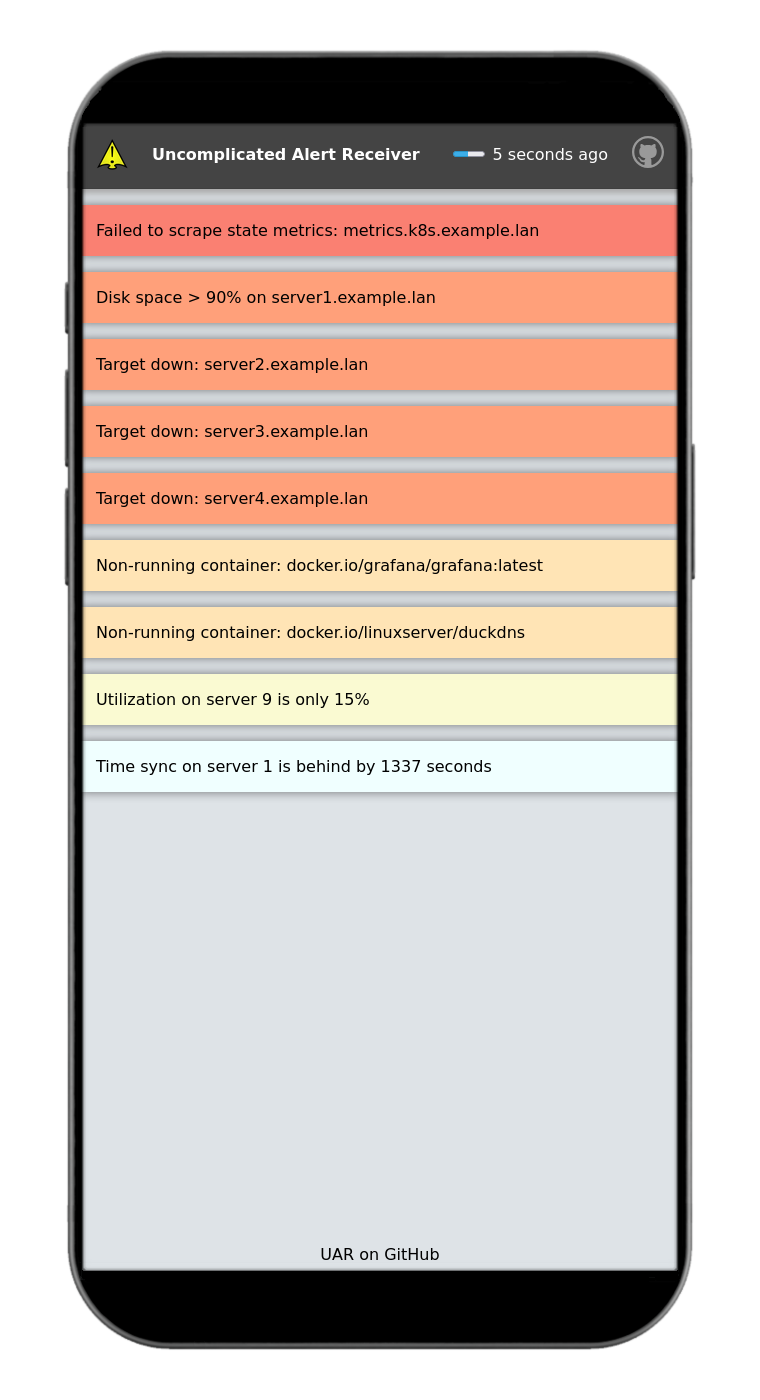 Uncomplicated Alert Receiver
5 seconds ago
Failed to scrape state metrics: metrics.k8s.example.lan
Disk space > 90% on server1.example.lan
Target down: server2.example.lan
Target down: server3.example.lan
Target down: server4.example.lan
Non-running container: docker.io/grafana/grafana:latest
Non-running container: docker.io/linuxserver/duckdns
Utilization on server 9 is only 15%
Time sync on server 1 is behind by 1337 seconds
UAR on GitHub